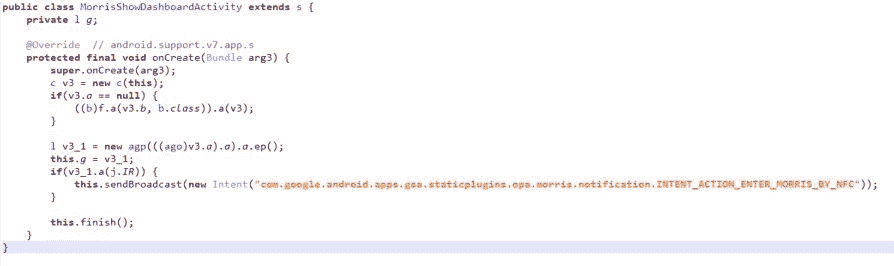 public class MorrisShowDashboardActivity extends s {
    private l g;
    @Override  // android.support.v7.app.s
    protected final void onCreate(Bundle arg3) {
        super.onCreate(arg3);
        c v3 = new c(this);
        if(v3.a == null) {
            ((b)f.a(v3.b, b.class)).a(v3);
        }
        l v3_1 = new agp(((ago)v3.a).a).a.ep();
        this.g = v3_1;
        if(v3_1.a(j.IR)) {
            this.sendBroadcast(new Intent("com.google.android.apps.gsa.staticplugins.opa.morris.notification.INTENT_ACTION_ENTER_MORRIS_BY_NFC"));
        }
        this.finish();
    }
}